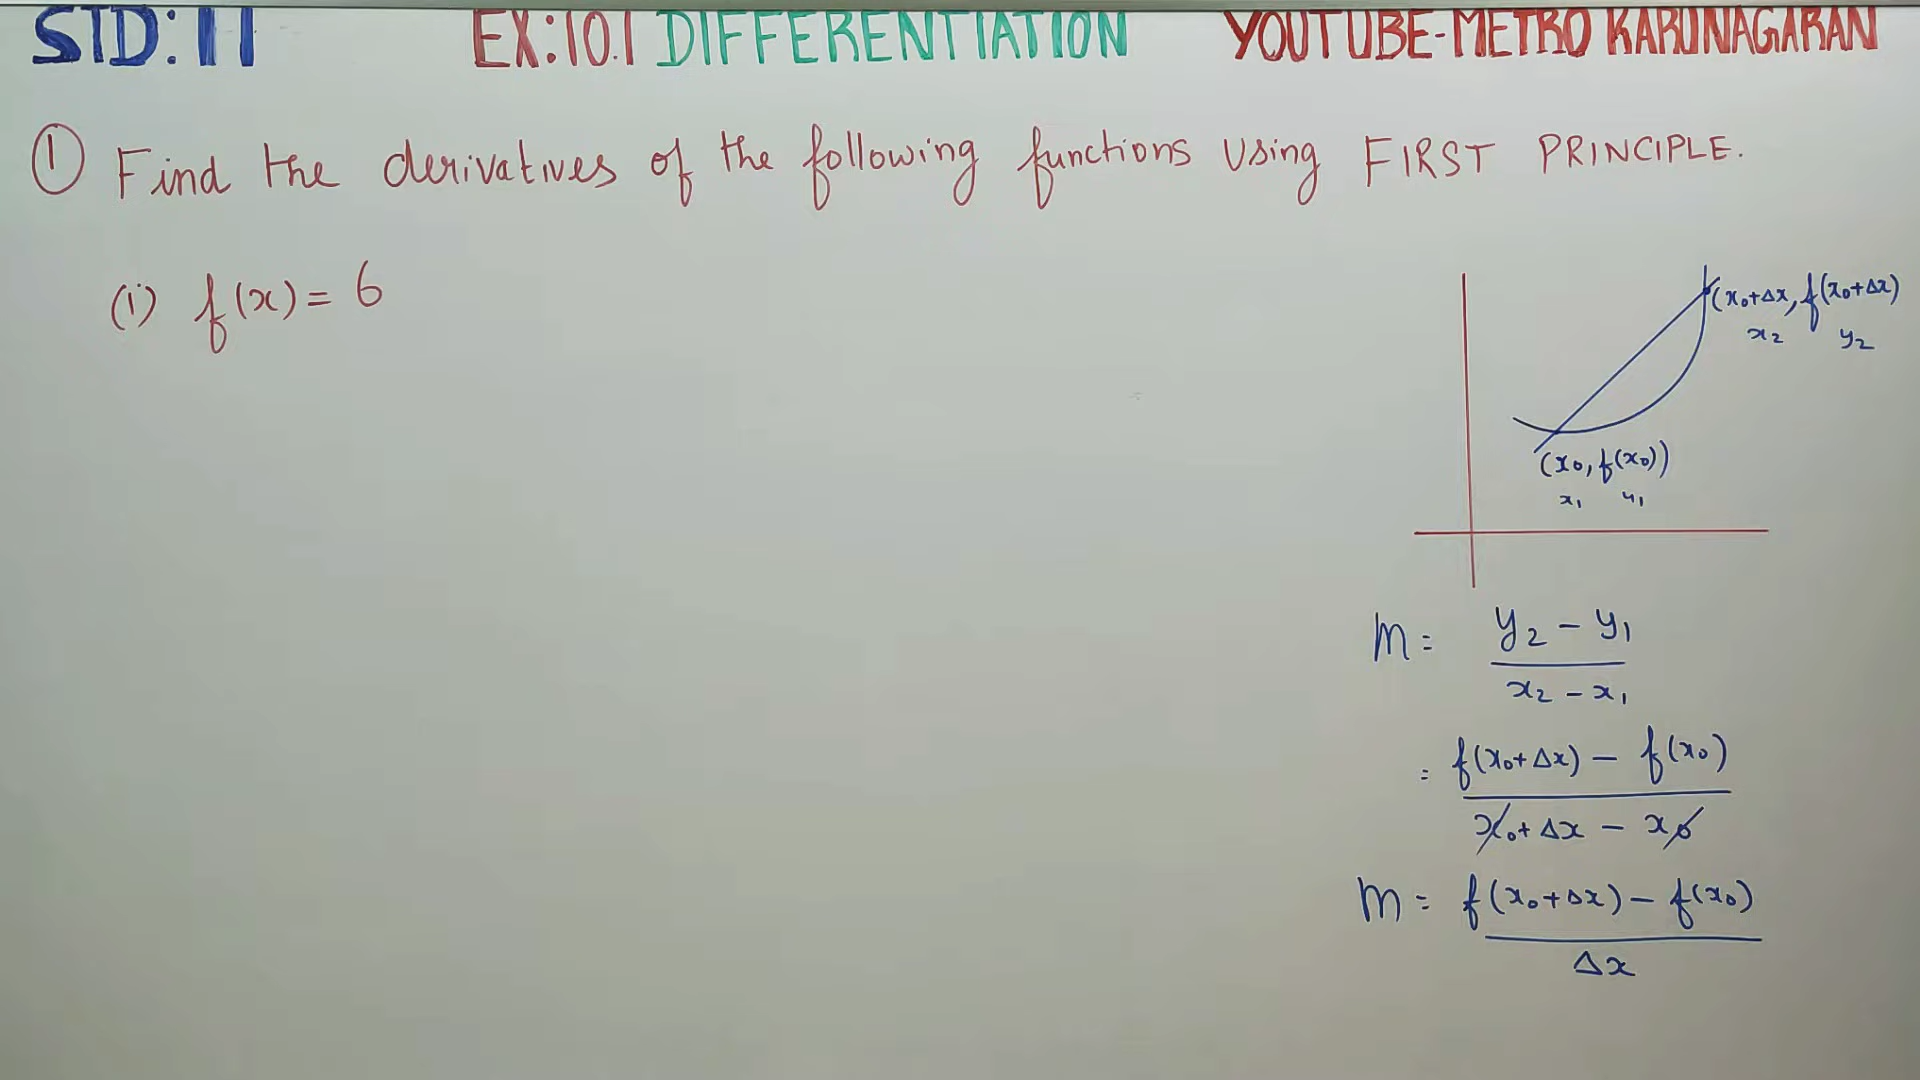 STD: 11 EX:10.1 DIFFERENTIATION YOUTUBE-METRO KARUNAGARAN
① Find the derivatives of the following functions Using FIRST PRINCIPLE.
(i) f(x) = 6
(x₀+Δx, f(x₀+Δx)
x₂ y₂
(x₀, f(x₀))
x₁ y₁
m = y₂ - y₁
x₂ - x₁
= f(x₀+Δx) - f(x₀)
x₀+Δx - x₀
m = f(x₀+Δx) - f(x₀)
Δx